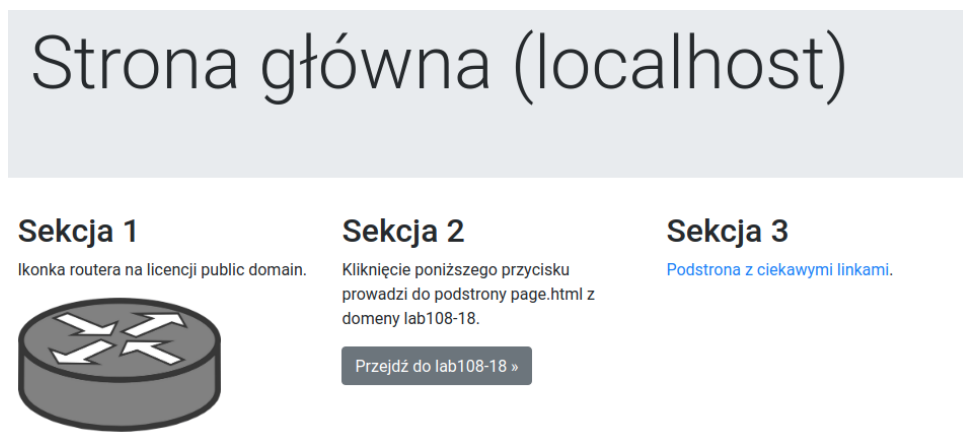 Strona główna (localhost)
Sekcja 1
Ikonka routera na licencji public domain.
Sekcja 2
Kliknięcie poniższego przycisku
prowadzi do podstrony page.html z
domeny lab108-18.
Przejdź do lab108-18 »
Sekcja 3
Podstrona z ciekawymi linkami.